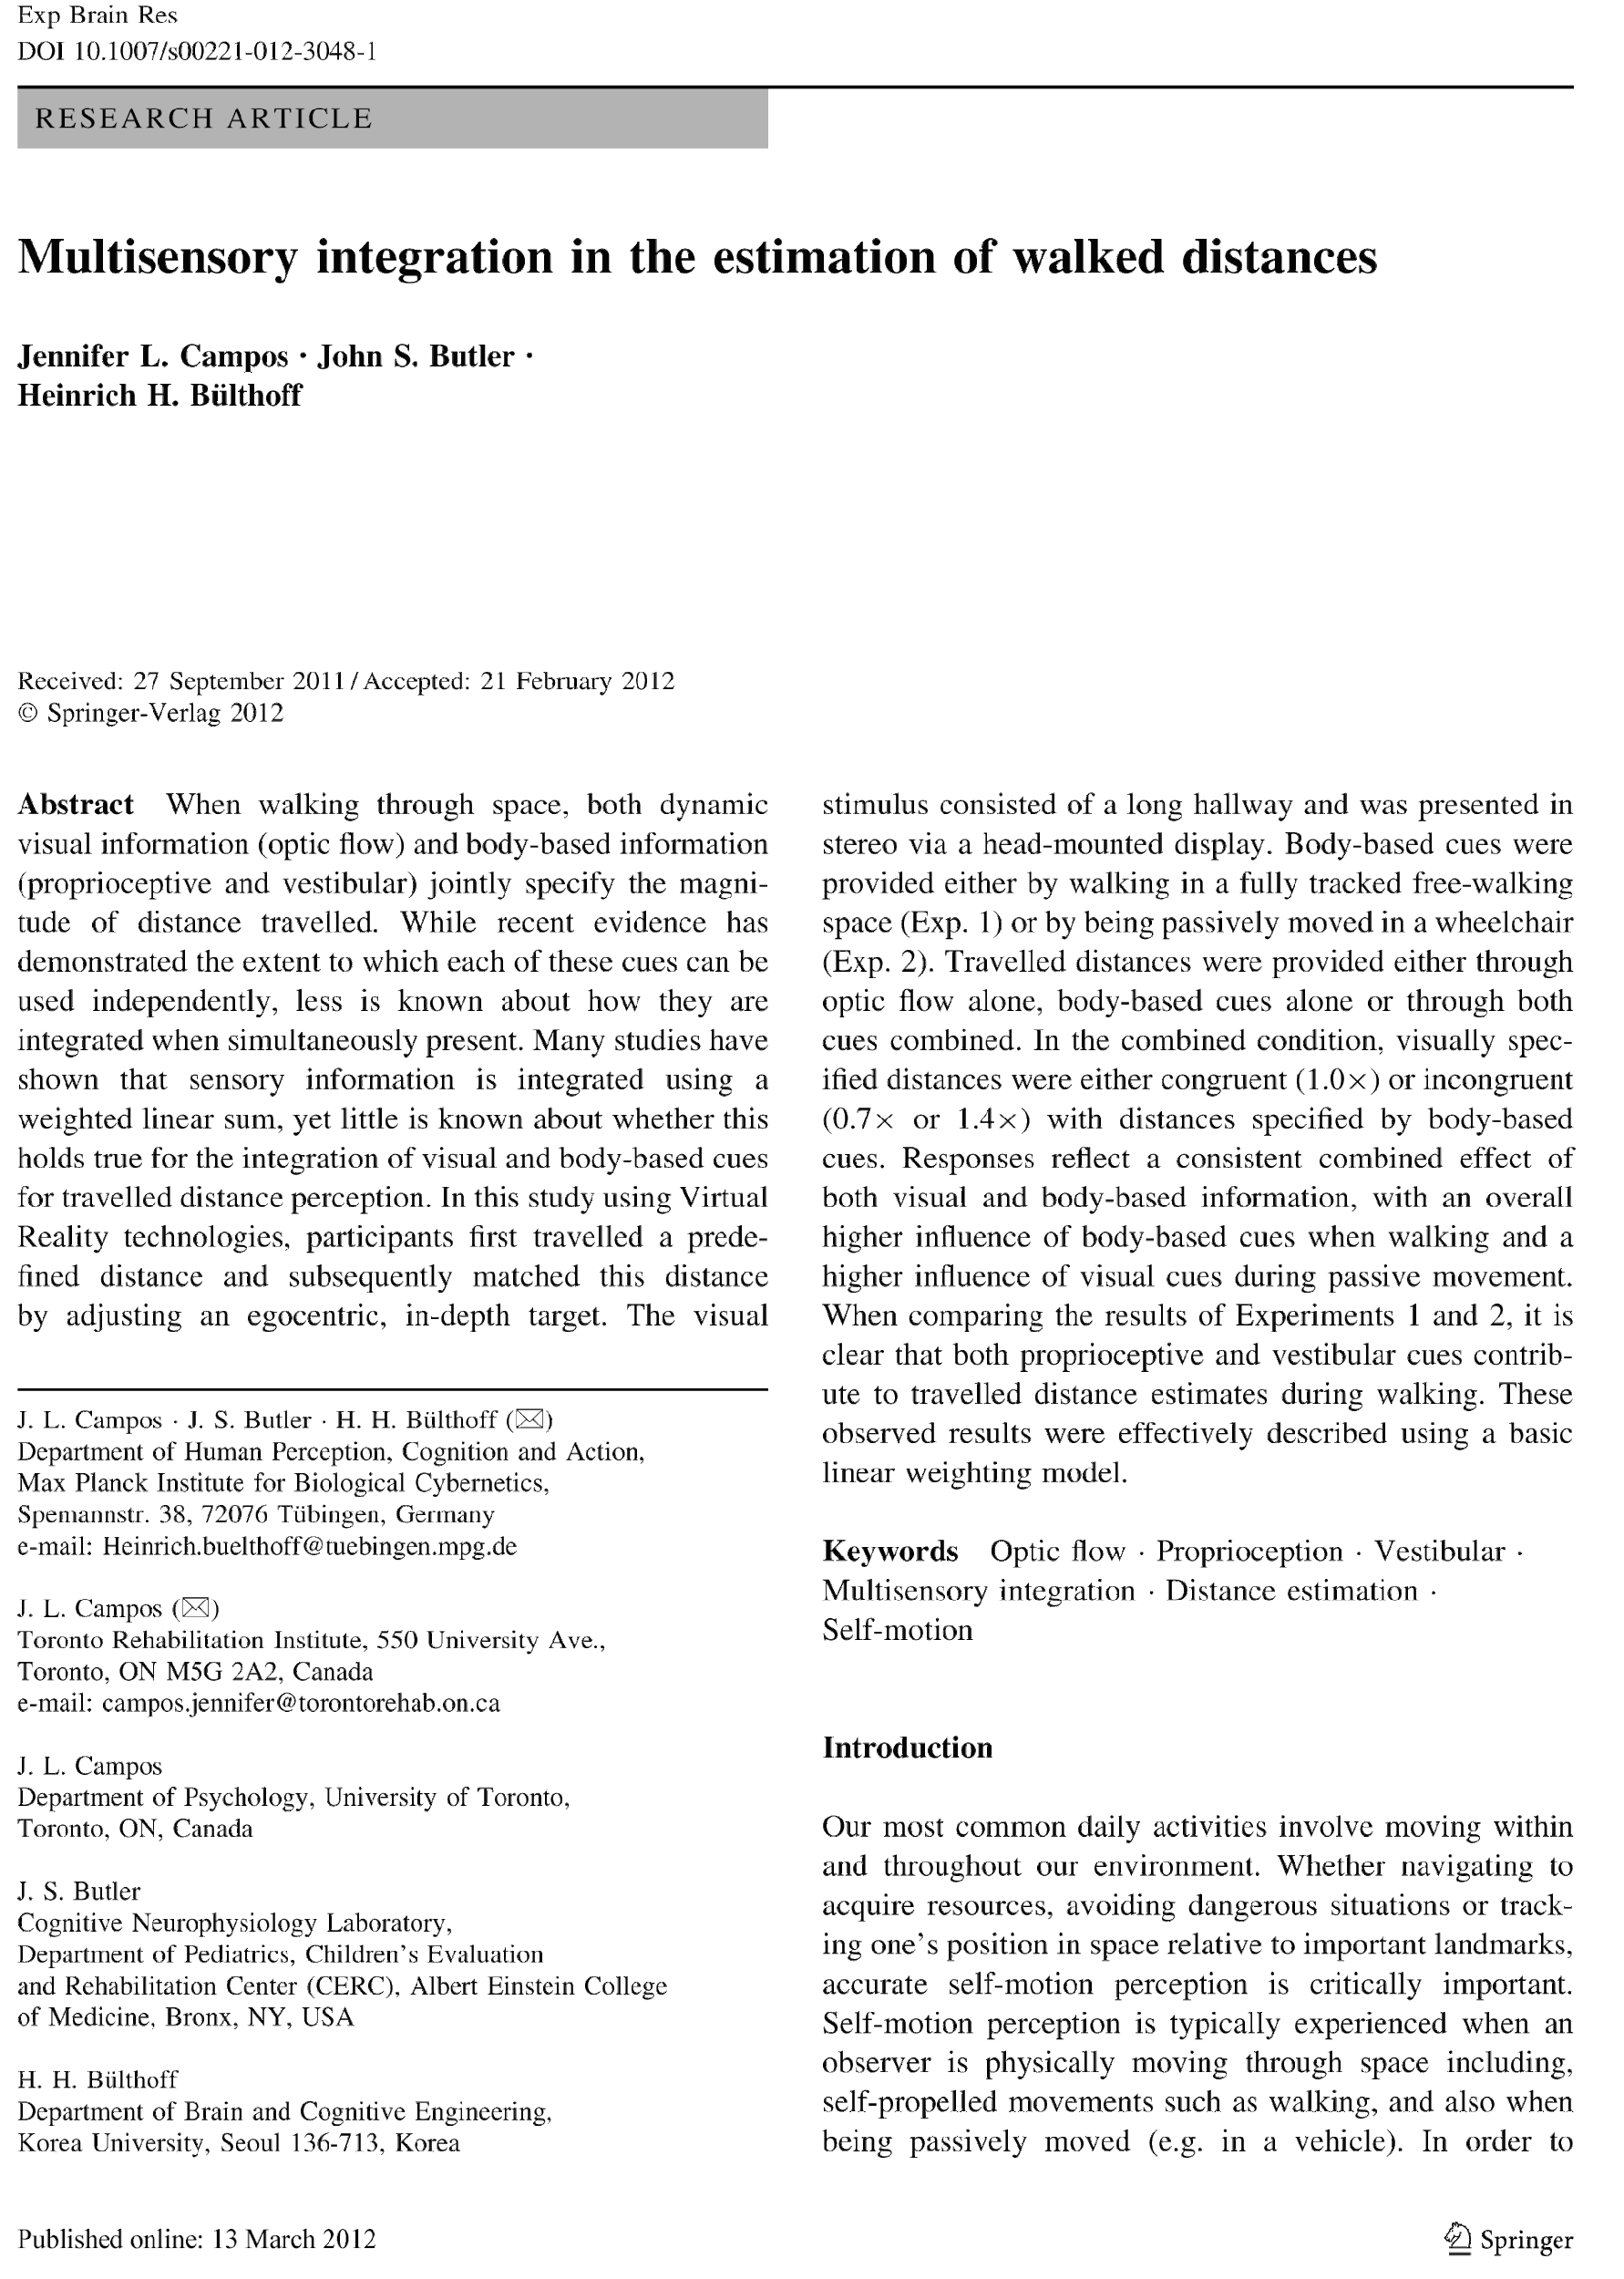 Exp Brain Res
DOI 10.1007/s00221-012-3048-1
RESEARCH ARTICLE
Multisensory integration in the estimation of walked distances
Jennifer L. Campos · John S. Butler ·
Heinrich H. Bülthoff
Received: 27 September 2011 / Accepted: 21 February 2012
© Springer-Verlag 2012
Abstract When walking through space, both dynamic
visual information (optic flow) and body-based information
(proprioceptive and vestibular) jointly specify the magni-
tude of distance travelled. While recent evidence has
demonstrated the extent to which each of these cues can be
used independently, less is known about how they are
integrated when simultaneously present. Many studies have
shown that sensory information is integrated using a
weighted linear sum, yet little is known about whether this
holds true for the integration of visual and body-based cues
for travelled distance perception. In this study using Virtual
Reality technologies, participants first travelled a prede-
fined distance and subsequently matched this distance
by adjusting an egocentric, in-depth target. The visual
J. L. Campos · J. S. Butler · H. H. Bülthoff (✉)
Department of Human Perception, Cognition and Action,
Max Planck Institute for Biological Cybernetics,
Spemannstr. 38, 72076 Tübingen, Germany
e-mail: Heinrich.buelthoff@tuebingen.mpg.de
J. L. Campos (✉)
Toronto Rehabilitation Institute, 550 University Ave.,
Toronto, ON M5G 2A2, Canada
e-mail: campos.jennifer@torontorehab.on.ca
J. L. Campos
Department of Psychology, University of Toronto,
Toronto, ON, Canada
J. S. Butler
Cognitive Neurophysiology Laboratory,
Department of Pediatrics, Children's Evaluation
and Rehabilitation Center (CERC), Albert Einstein College
of Medicine, Bronx, NY, USA
H. H. Bülthoff
Department of Brain and Cognitive Engineering,
Korea University, Seoul 136-713, Korea
stimulus consisted of a long hallway and was presented in
stereo via a head-mounted display. Body-based cues were
provided either by walking in a fully tracked free-walking
space (Exp. 1) or by being passively moved in a wheelchair
(Exp. 2). Travelled distances were provided either through
optic flow alone, body-based cues alone or through both
cues combined. In the combined condition, visually spec-
ified distances were either congruent (1.0×) or incongruent
(0.7× or 1.4×) with distances specified by body-based
cues. Responses reflect a consistent combined effect of
both visual and body-based information, with an overall
higher influence of body-based cues when walking and a
higher influence of visual cues during passive movement.
When comparing the results of Experiments 1 and 2, it is
clear that both proprioceptive and vestibular cues contrib-
ute to travelled distance estimates during walking. These
observed results were effectively described using a basic
linear weighting model.
Keywords Optic flow · Proprioception · Vestibular ·
Multisensory integration · Distance estimation ·
Self-motion
Introduction
Our most common daily activities involve moving within
and throughout our environment. Whether navigating to
acquire resources, avoiding dangerous situations or track-
ing one's position in space relative to important landmarks,
accurate self-motion perception is critically important.
Self-motion perception is typically experienced when an
observer is physically moving through space including,
self-propelled movements such as walking, and also when
being passively moved (e.g. in a vehicle). In order to
Published online: 13 March 2012
Springer